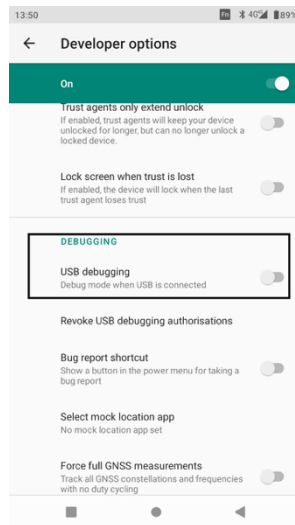 13:50
Fn 4G 89%
Developer options
On
Trust agents only extend unlock
If enabled, trust agents will keep your device
unlocked for longer, but can no longer unlock a
locked device.
Lock screen when trust is lost
If enabled, the device will lock when the last
trust agent loses trust
DEBUGGING
USB debugging
Debug mode when USB is connected
Revoke USB debugging authorisations
Bug report shortcut
Show a button in the power menu for taking a
bug report
Select mock location app
No mock location app set
Force full GNSS measurements
Track all GNSS constellations and frequencies
with no duty cycling